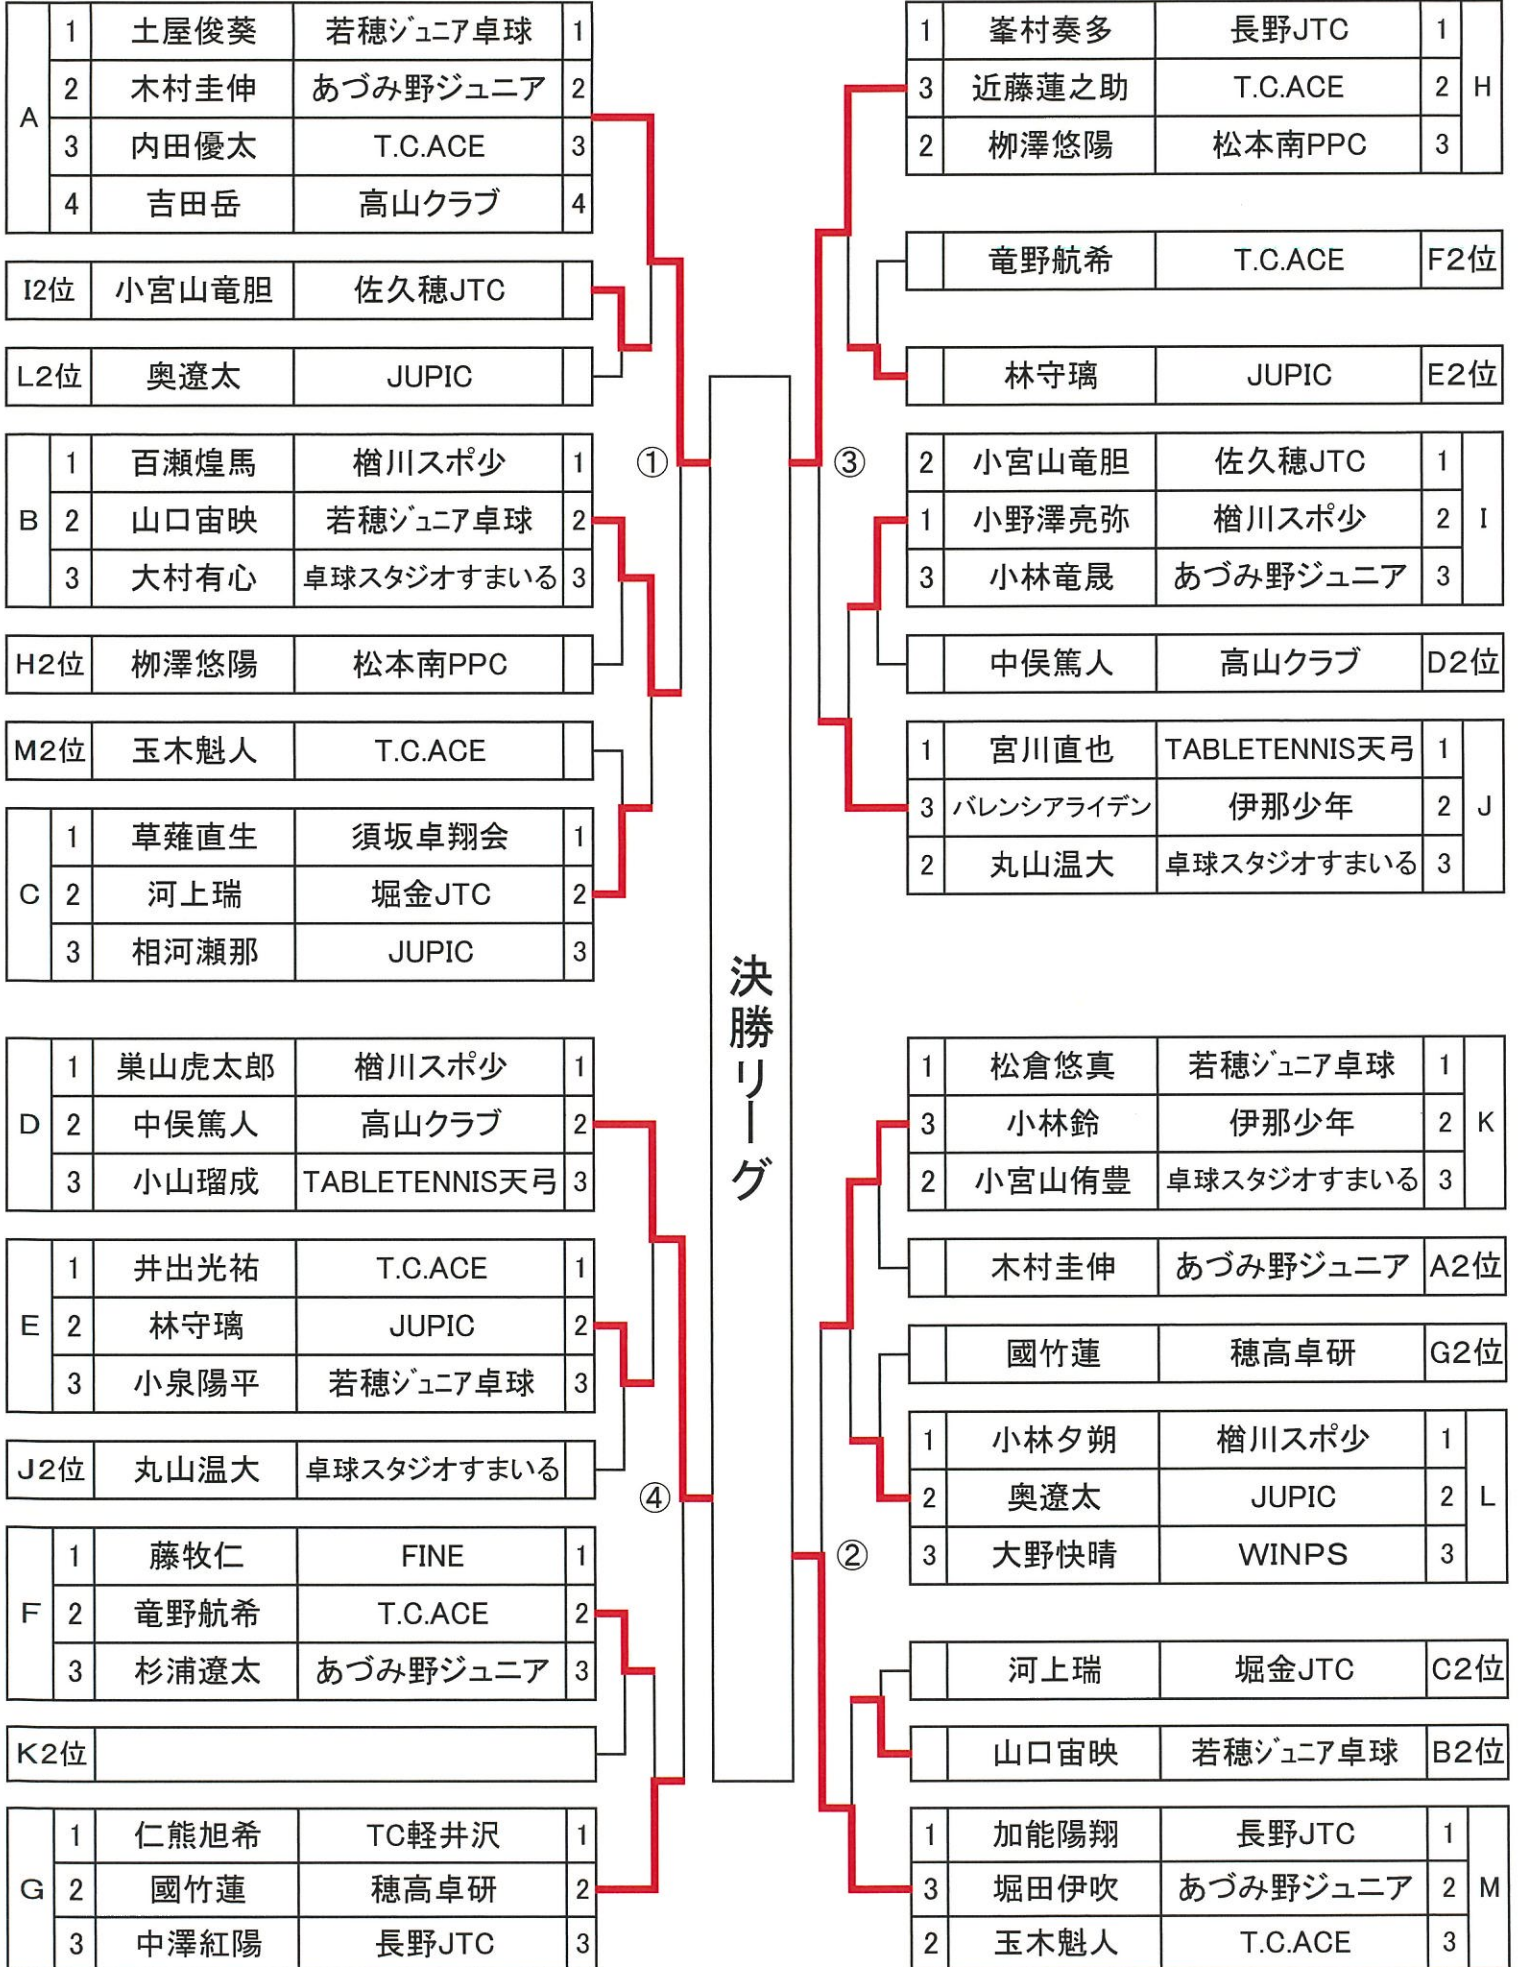 A
1 土屋俊葵 若穂ジュニア卓球 1
2 木村圭伸 あづみ野ジュニア 2
3 内田優太 T.C.ACE 3
4 吉田岳 高山クラブ 4
I2位 小宮山竜胆 佐久穂JTC
L2位 奥遼太 JUPIC
B
1 百瀬煌馬 楢川スポ少 1
2 山口宙映 若穂ジュニア卓球 2
3 大村有心 卓球スタジオすまいる 3
H2位 栁澤悠陽 松本南PPC
M2位 玉木魁人 T.C.ACE
C
1 草薙直生 須坂卓翔会 1
2 河上瑞 堀金JTC 2
3 相河瀬那 JUPIC 3
①
D
1 巣山虎太郎 楢川スポ少 1
2 中俣篤人 高山クラブ 2
3 小山瑠成 TABLETENNIS天弓 3
E
1 井出光祐 T.C.ACE 1
2 林守璃 JUPIC 2
3 小泉陽平 若穂ジュニア卓球 3
J2位 丸山温大 卓球スタジオすまいる
④
F
1 藤牧仁 FINE 1
2 竜野航希 T.C.ACE 2
3 杉浦遼太 あづみ野ジュニア 3
K2位
G
1 仁熊旭希 TC軽井沢 1
2 國竹蓮 穂高卓研 2
3 中澤紅陽 長野JTC 3
決勝リーグ
1 峯村奏多 長野JTC 1
3 近藤蓮之助 T.C.ACE 2
2 栁澤悠陽 松本南PPC 3
H
竜野航希 T.C.ACE F2位
林守璃 JUPIC E2位
③
2 小宮山竜胆 佐久穂JTC 1
1 小野澤亮弥 楢川スポ少 2
3 小林竜晟 あづみ野ジュニア 3
I
中俣篤人 高山クラブ D2位
1 宮川直也 TABLETENNIS天弓 1
3 バレンシアライデン 伊那少年 2
2 丸山温大 卓球スタジオすまいる 3
J
1 松倉悠真 若穂ジュニア卓球 1
3 小林鈴 伊那少年 2
2 小宮山侑豊 卓球スタジオすまいる 3
K
木村圭伸 あづみ野ジュニア A2位
國竹蓮 穂高卓研 G2位
1 小林夕朔 楢川スポ少 1
2 奥遼太 JUPIC 2
3 大野快晴 WINPS 3
L
②
河上瑞 堀金JTC C2位
山口宙映 若穂ジュニア卓球 B2位
1 加能陽翔 長野JTC 1
3 堀田伊吹 あづみ野ジュニア 2
2 玉木魁人 T.C.ACE 3
M